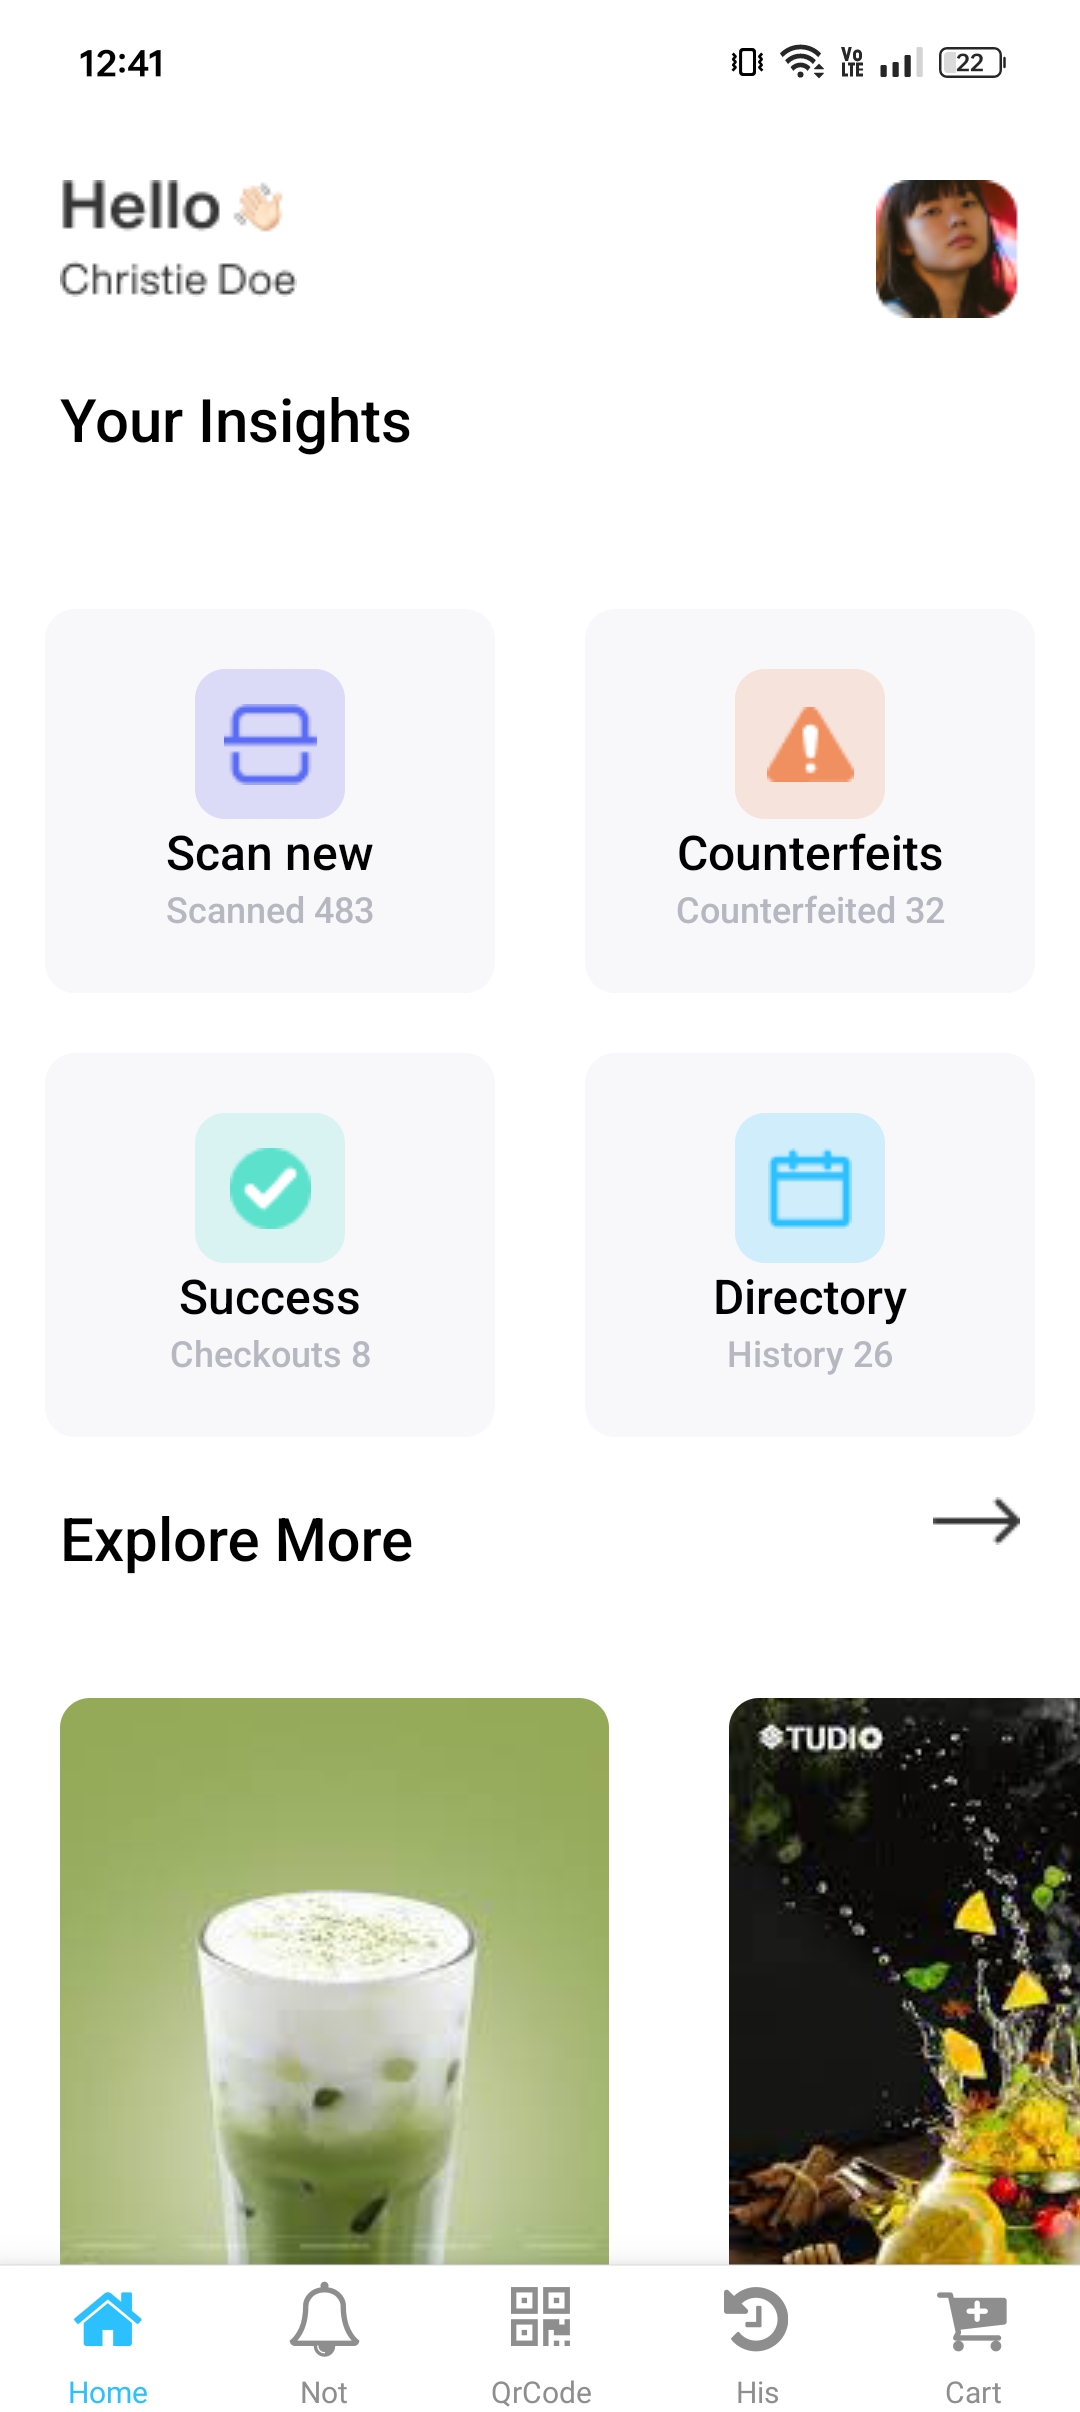 12:41
Vo
LTE
22
Hello
Christie Doe
Your Insights
Scan new
Scanned 483
Counterfeits
Counterfeited 32
Success
Checkouts 8
Directory
History 26
Explore More
TUDIO
Home
Not
QrCode
His
Cart